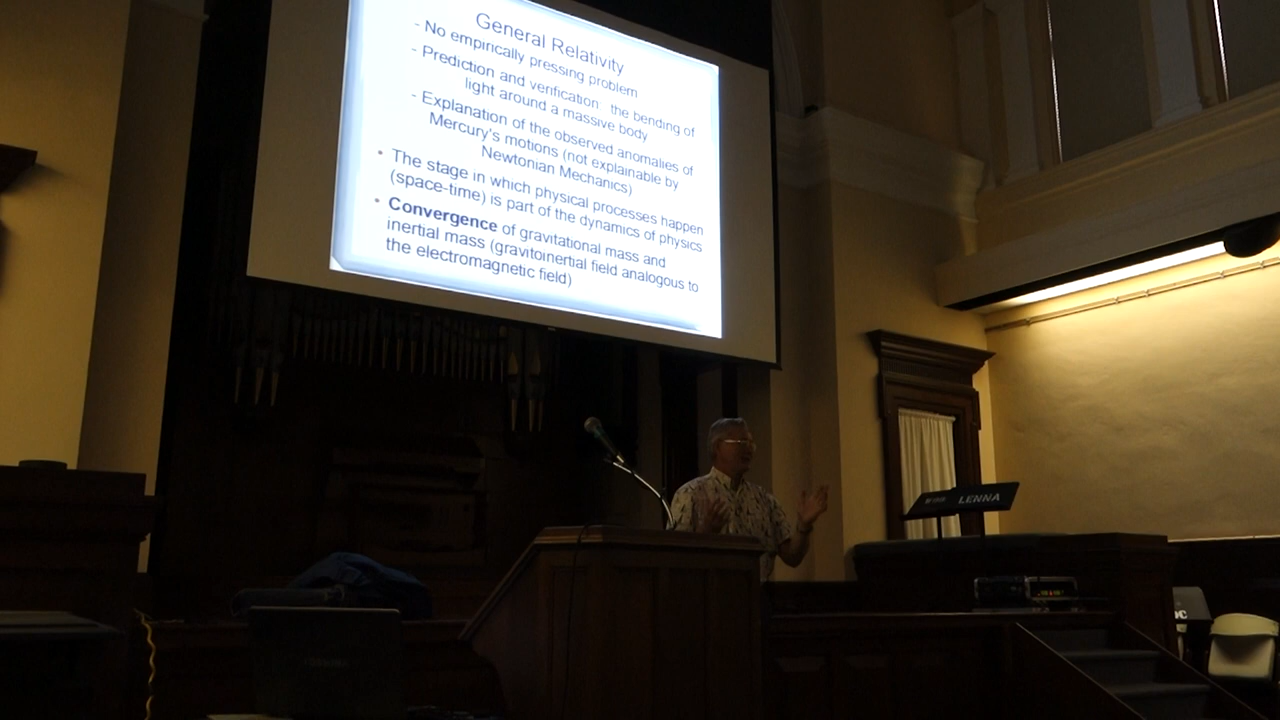 General Relativity
- No empirically pressing problem
- Prediction and verification: the bending of
light around a massive body
- Explanation of the observed anomalies of
Mercury's motions (not explainable by
Newtonian Mechanics)
• The stage in which physical processes happen
(space-time) is part of the dynamics of physics
• Convergence of gravitational mass and
inertial mass (gravitoinertial field analogous to
the electromagnetic field)
LENNA